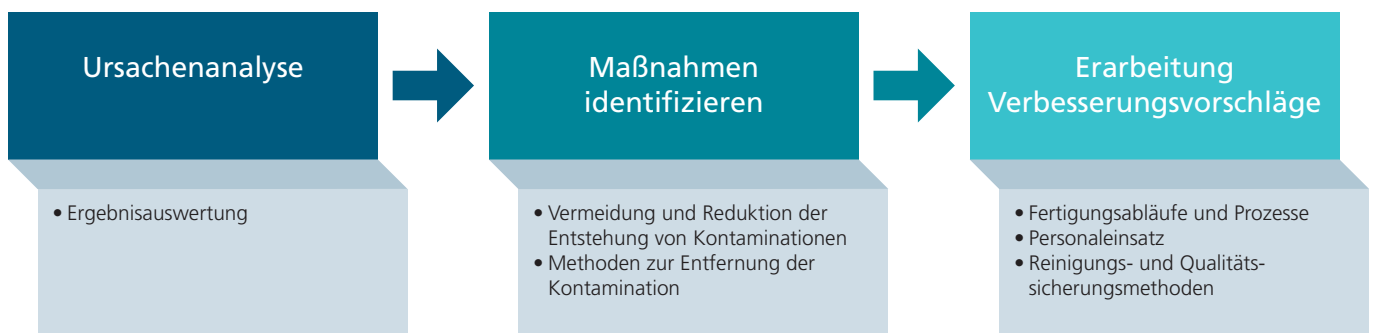 Ursachenanalyse
Maßnahmen
identifizieren
Erarbeitung
Verbesserungsvorschläge
• Ergebnisauswertung
• Vermeidung und Reduktion der
Entstehung von Kontaminationen
• Methoden zur Entfernung der
Kontamination
• Fertigungsabläufe und Prozesse
• Personaleinsatz
• Reinigungs- und Qualitäts-
sicherungsmethoden